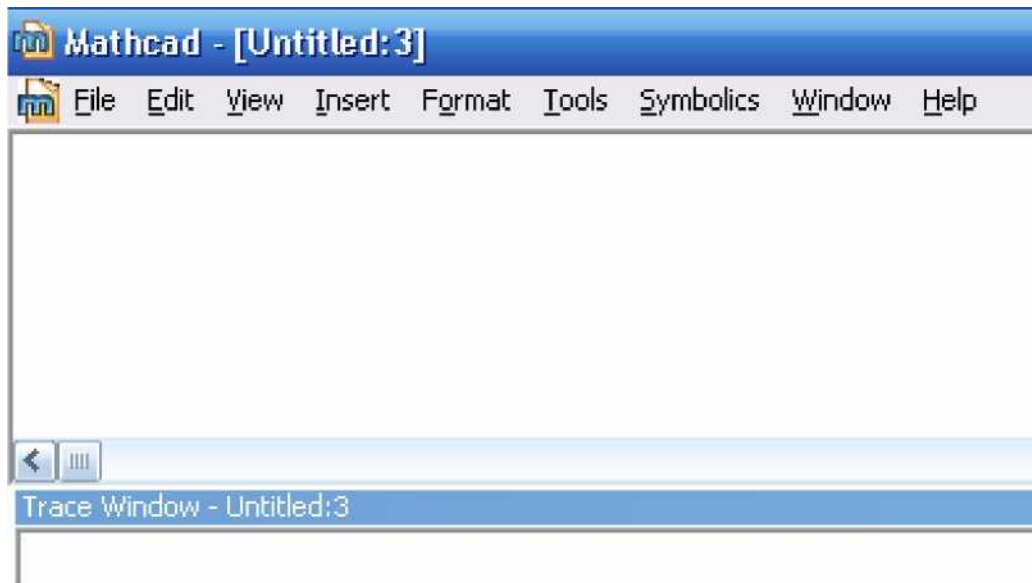 Mathcad - [Untitled:3]
File Edit View Insert Format Tools Symbolics Window Help
Trace Window - Untitled:3